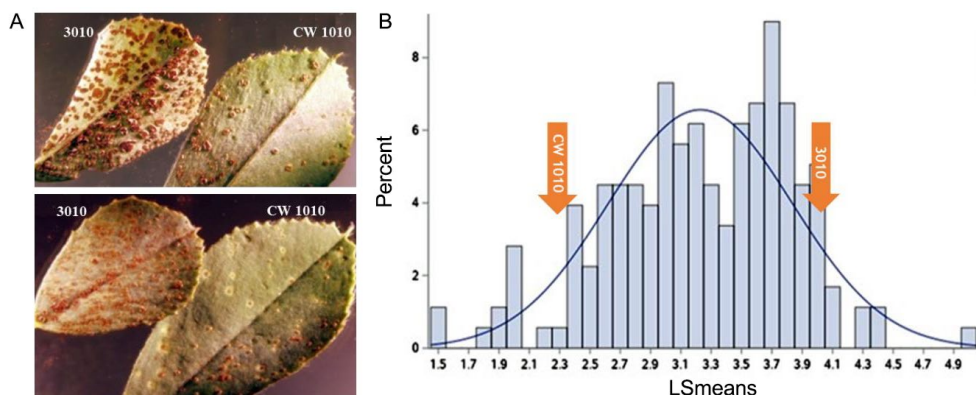 A
3010
CW 1010
3010
CW 1010
B
Percent
8
6
4
2
0
CW 1010
3010
1.5 1.7 1.9 2.1 2.3 2.5 2.7 2.9 3.1 3.3 3.5 3.7 3.9 4.1 4.3 4.5 4.7 4.9
LSmeans